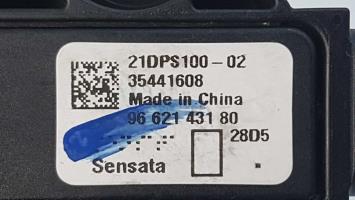 21DPS100-02
35441608
Made in China
96 621 431 80
28D5
Sensata